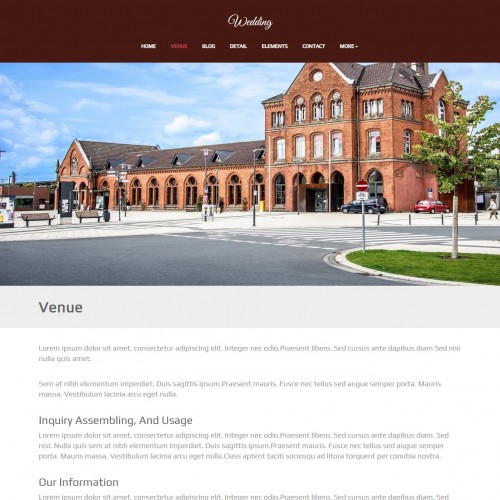 Wedding
HOME VENUE BLOG DETAIL ELEMENTS CONTACT MORE
Venue
Lorem ipsum dolor sit amet, consectetur adipiscing elit. Integer nec odio.Praesent libero. Sed cursus ante dapibus diam Sed nisi
nulla quis amet.
Sem at nibh elementum imperdiet. Duis sagittis ipsum.Praesent mauris. Fusce nec tellus sed augue semper porta. Mauris
massa. Vestibulum lacinia arcu eget nulla.
Inquiry Assembling, And Usage
Lorem ipsum dolor sit amet, consectetur adipiscing elit. Integer nec odio.Praesent libero. Sed cursus ante dapibus diam. Sed
nisi. Nulla quis sem at nibh elementum imperdiet. Duis sagittis ipsum. Praesent mauris. Fusce nec tellus sed augue semper
porta. Mauris massa. Vestibulum lacinia arcu eget nulla.Class aptent taciti sociosqu ad litora torquent per conubia nostra.
Our Information
Lorem ipsum dolor sit amet, consectetur adipiscing elit. Integer nec odio.Praesent libero. Sed cursus ante dapibus diam. Sed